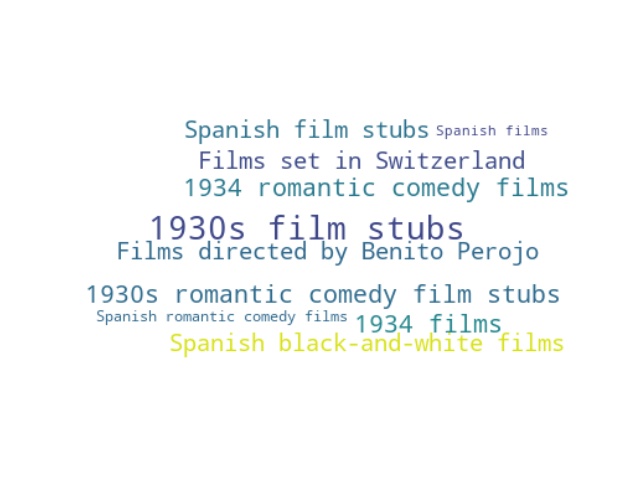 Spanish film stubs Spanish films
Films set in Switzerland
1934 romantic comedy films
1930s film stubs
Films directed by Benito Perojo
1930s romantic comedy film stubs
Spanish romantic comedy films 1934 films
Spanish black-and-white films